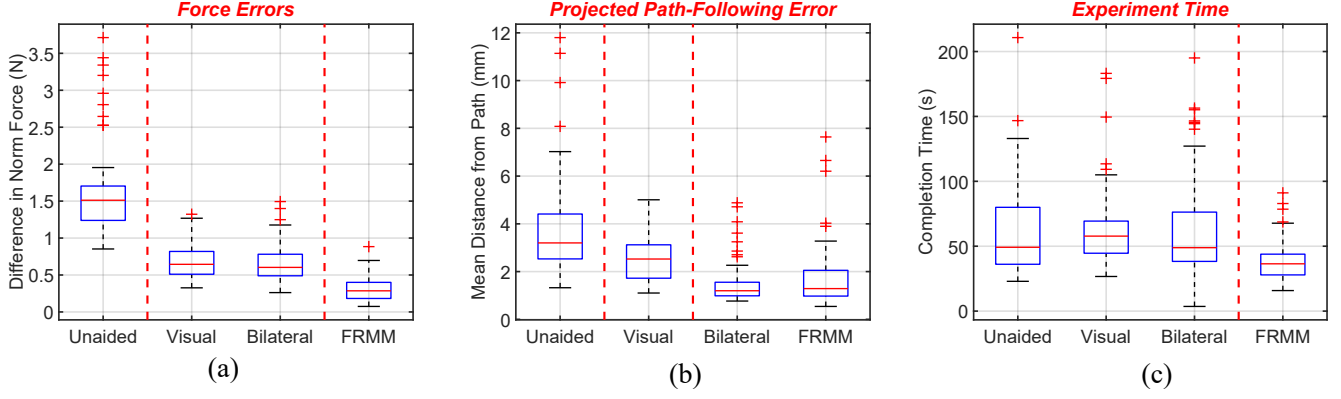 Force Errors
Difference in Norm Force (N)
3.5
3
2.5
2
1.5
1
0.5
0
Unaided Visual Bilateral FRMM
(a)
Projected Path-Following Error
Mean Distance from Path (mm)
12
10
8
6
4
2
0
Unaided Visual Bilateral FRMM
(b)
Experiment Time
Completion Time (s)
200
150
100
50
0
Unaided Visual Bilateral FRMM
(c)